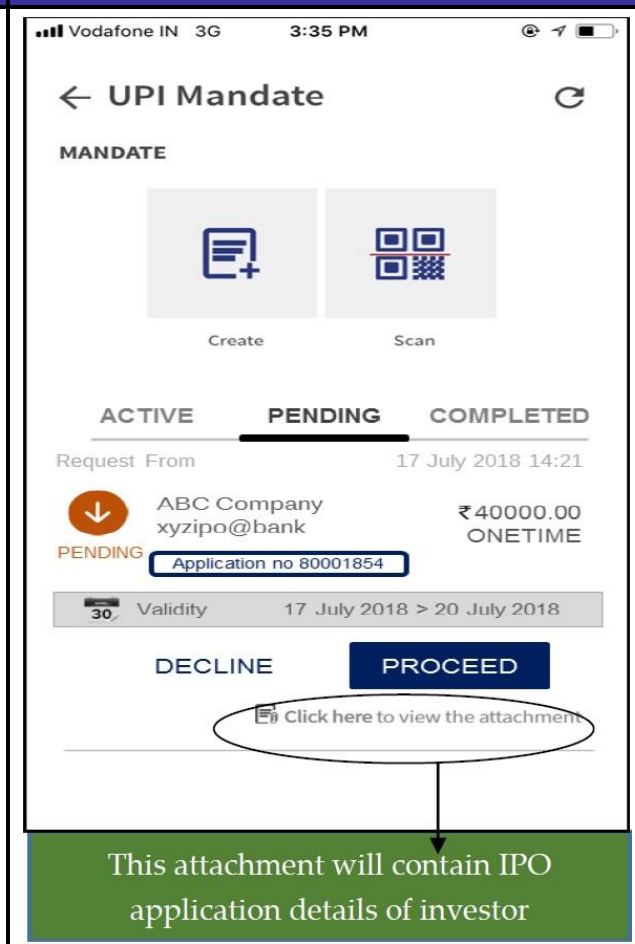 Vodafone IN 3G 3:35 PM
← UPI Mandate
MANDATE
Create Scan
ACTIVE PENDING COMPLETED
Request From 17 July 2018 14:21
ABC Company ₹40000.00
xyzipo@bank ONETIME
PENDING
Application no 80001854
30 Validity 17 July 2018 > 20 July 2018
DECLINE PROCEED
Click here to view the attachment
This attachment will contain IPO
application details of investor